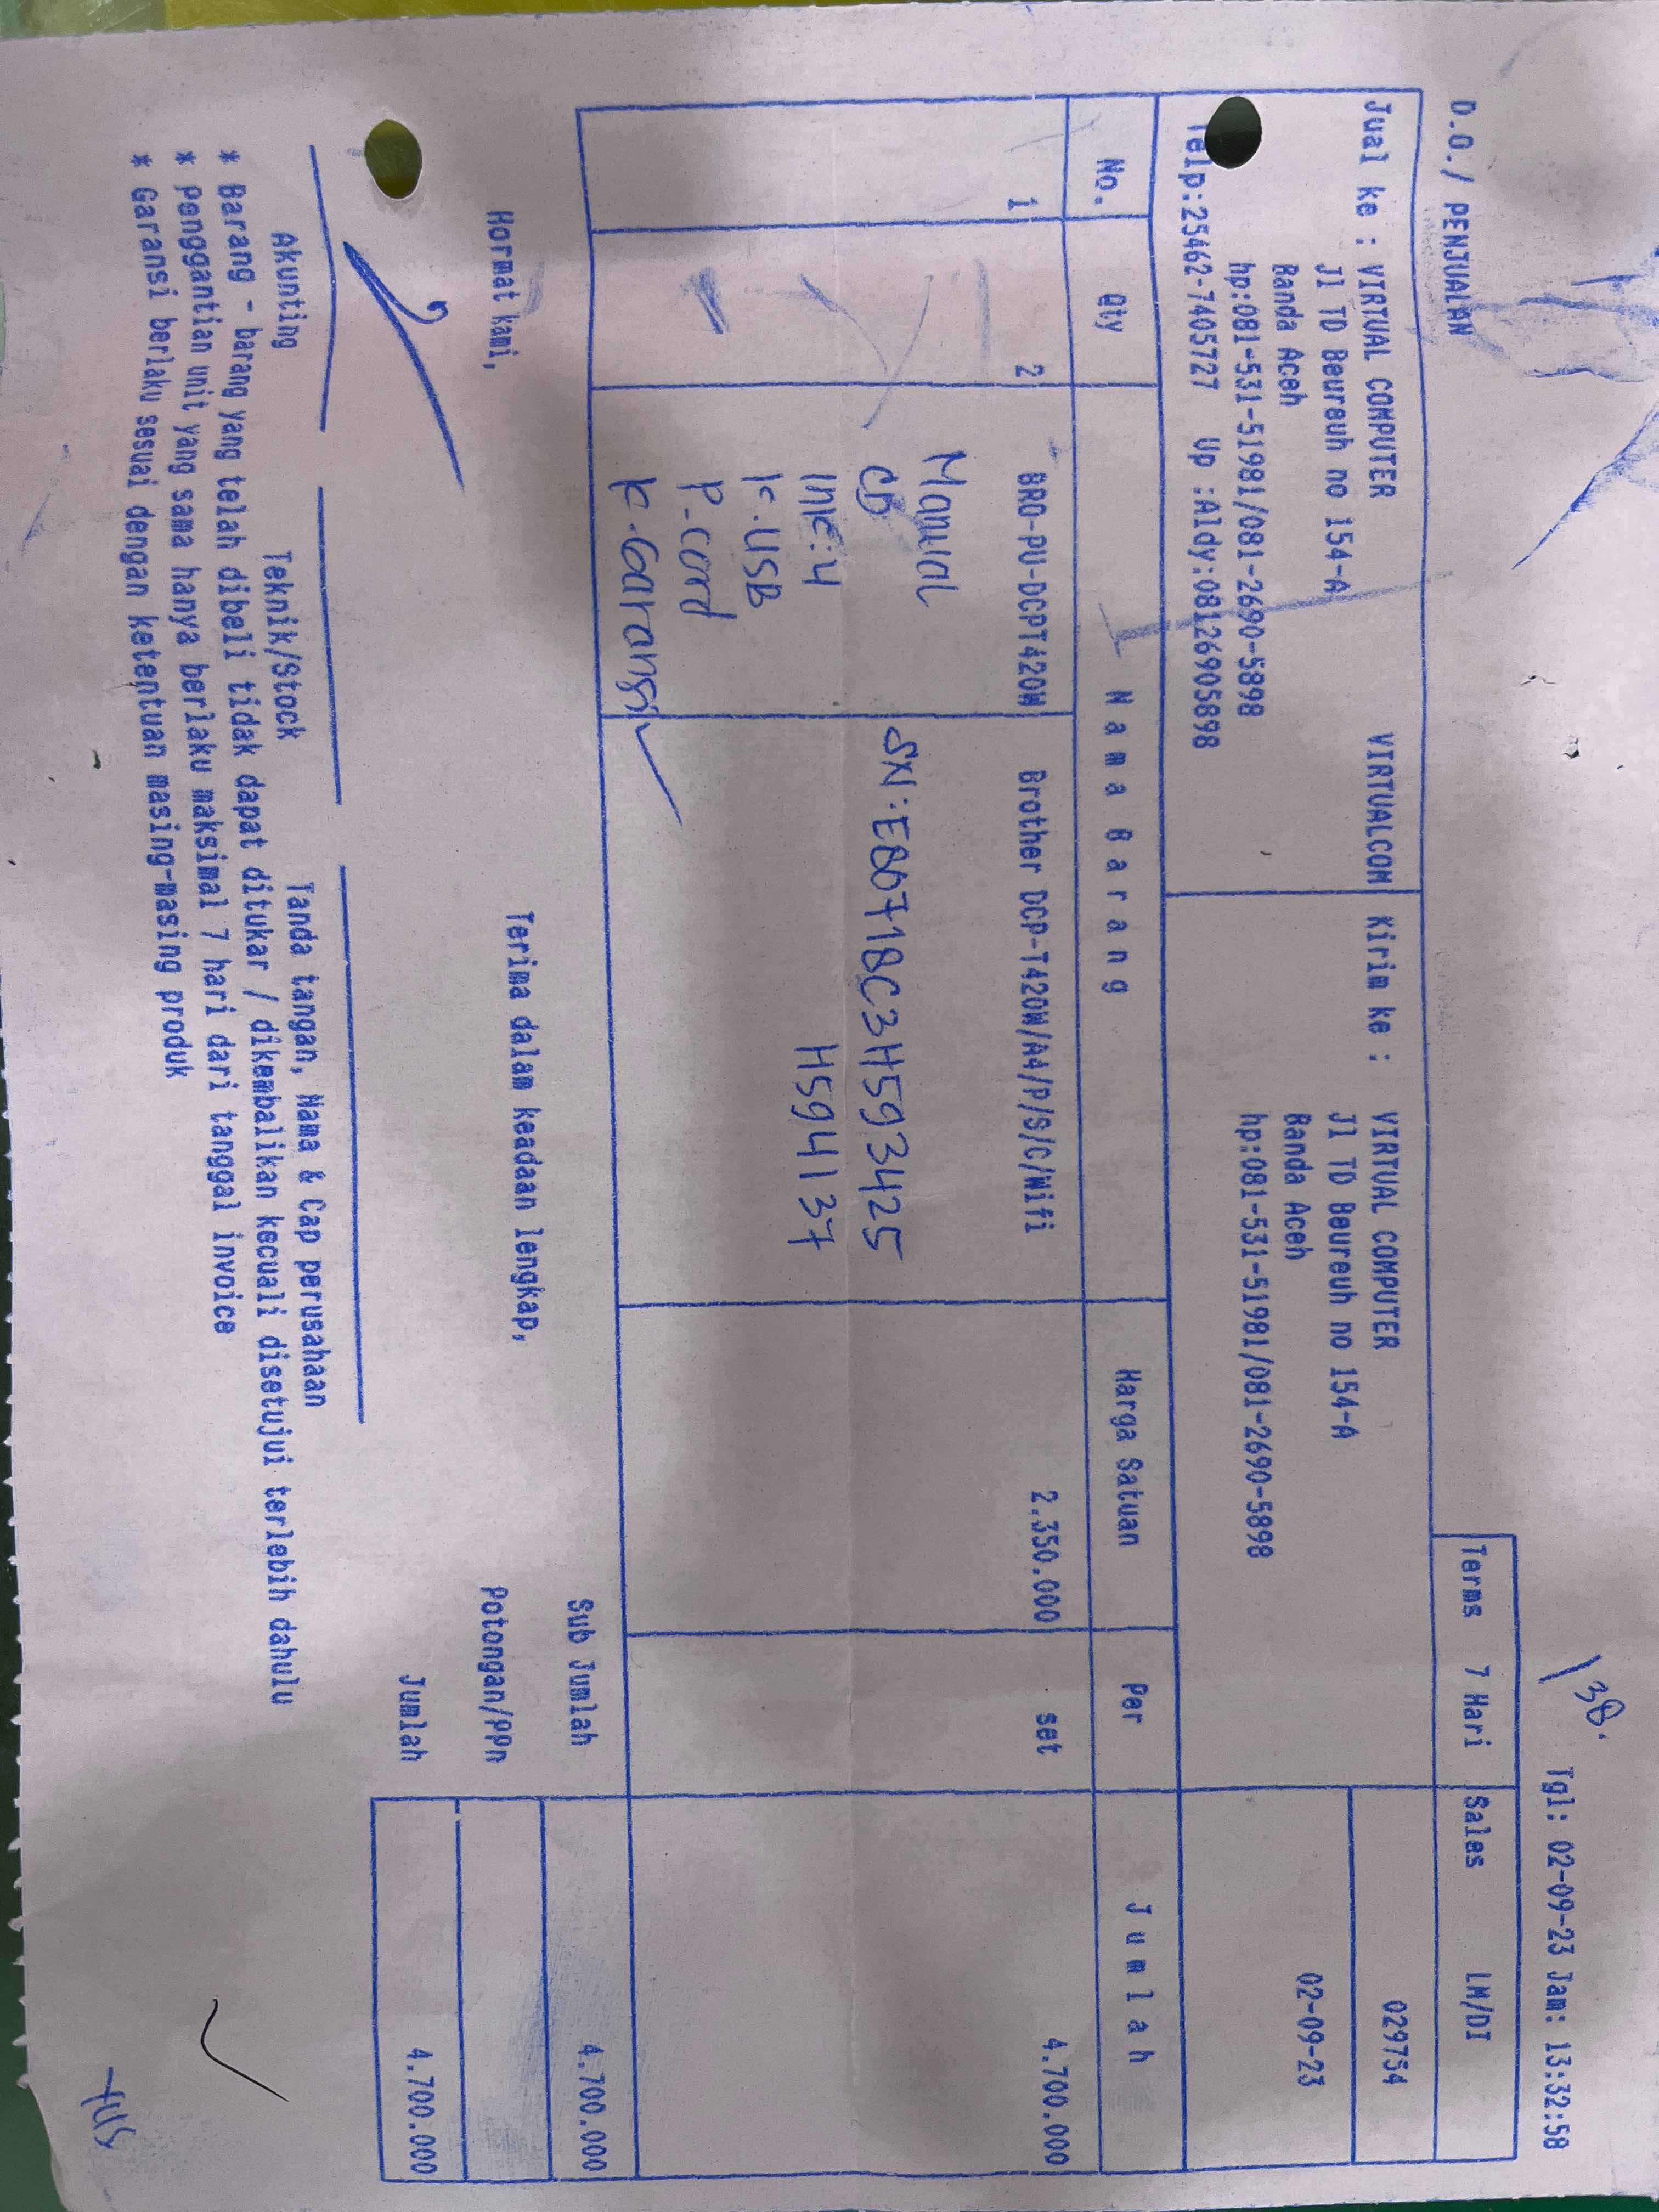 138.
Tgl: 02-09-23 Jam: 13:32:58
D.O./ PENJUALAN
Terms 7 Hari Sales LM/DI
Jual ke : VIRTUAL COMPUTER VIRTUALCOM
Jl TD Beureuh no 154-A
Banda Aceh
hp:081-531-51981/081-2690-5898
Telp:25462-7405727 Up :Aldy:08126905898
Kirim ke : VIRTUAL COMPUTER
Jl TD Beureuh no 154-A
Banda Aceh
hp:081-531-51981/081-2690-5898
029754
02-09-23
No. Qty Nama Barang Harga Satuan Per Jumlah
1 2 BRO-PU-DCPT420W Brother DCP-T420W/A4/P/S/C/Wifi 2.350.000 set 4.700.000
Manual
CD SN: E80718C3H593425
Ink:4 H594137
K.USB
P-cord
K-Garansi
Sub Jumlah 4.700.000
Hormat kami, Terima dalam keadaan lengkap,
Potongan/PPn
Jumlah 4.700.000
Akunting Teknik/Stock Tanda tangan, Nama & Cap perusahaan
* Barang - barang yang telah dibeli tidak dapat ditukar / dikembalikan kecuali disetujui terlebih dahulu
* Penggantian unit yang sama hanya berlaku maksimal 7 hari dari tanggal invoice
* Garansi berlaku sesuai dengan ketentuan masing-masing produk